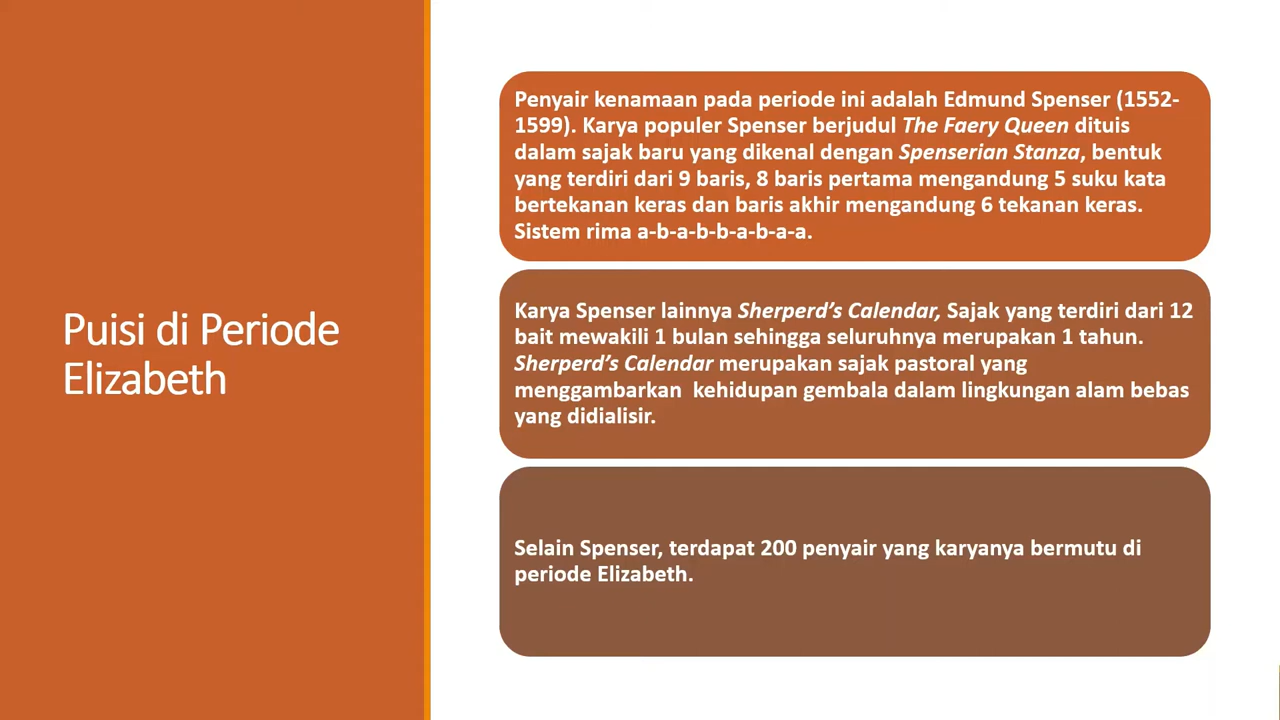 Puisi di Periode
Elizabeth
Penyair kenamaan pada periode ini adalah Edmund Spenser (1552-
1599). Karya populer Spenser berjudul The Faery Queen dituis
dalam sajak baru yang dikenal dengan Spenserian Stanza, bentuk
yang terdiri dari 9 baris, 8 baris pertama mengandung 5 suku kata
bertekanan keras dan baris akhir mengandung 6 tekanan keras.
Sistem rima a-b-a-b-b-a-b-a-a.
Karya Spenser lainnya Sherperd’s Calendar, Sajak yang terdiri dari 12
bait mewakili 1 bulan sehingga seluruhnya merupakan 1 tahun.
Sherperd’s Calendar merupakan sajak pastoral yang
menggambarkan  kehidupan gembala dalam lingkungan alam bebas
yang didialisir.
Selain Spenser, terdapat 200 penyair yang karyanya bermutu di
periode Elizabeth.